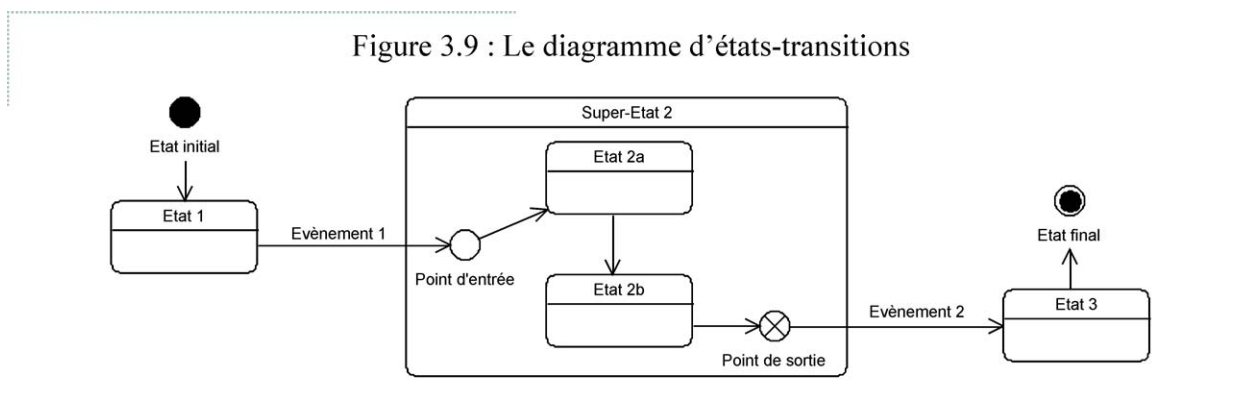 Figure 3.9 : Le diagramme d’états-transitions
Super-Etat 2
Etat initial
Etat 2a
Etat 1
Evènement 1
Etat final
Point d'entrée
Etat 2b
Evènement 2
Etat 3
Point de sortie